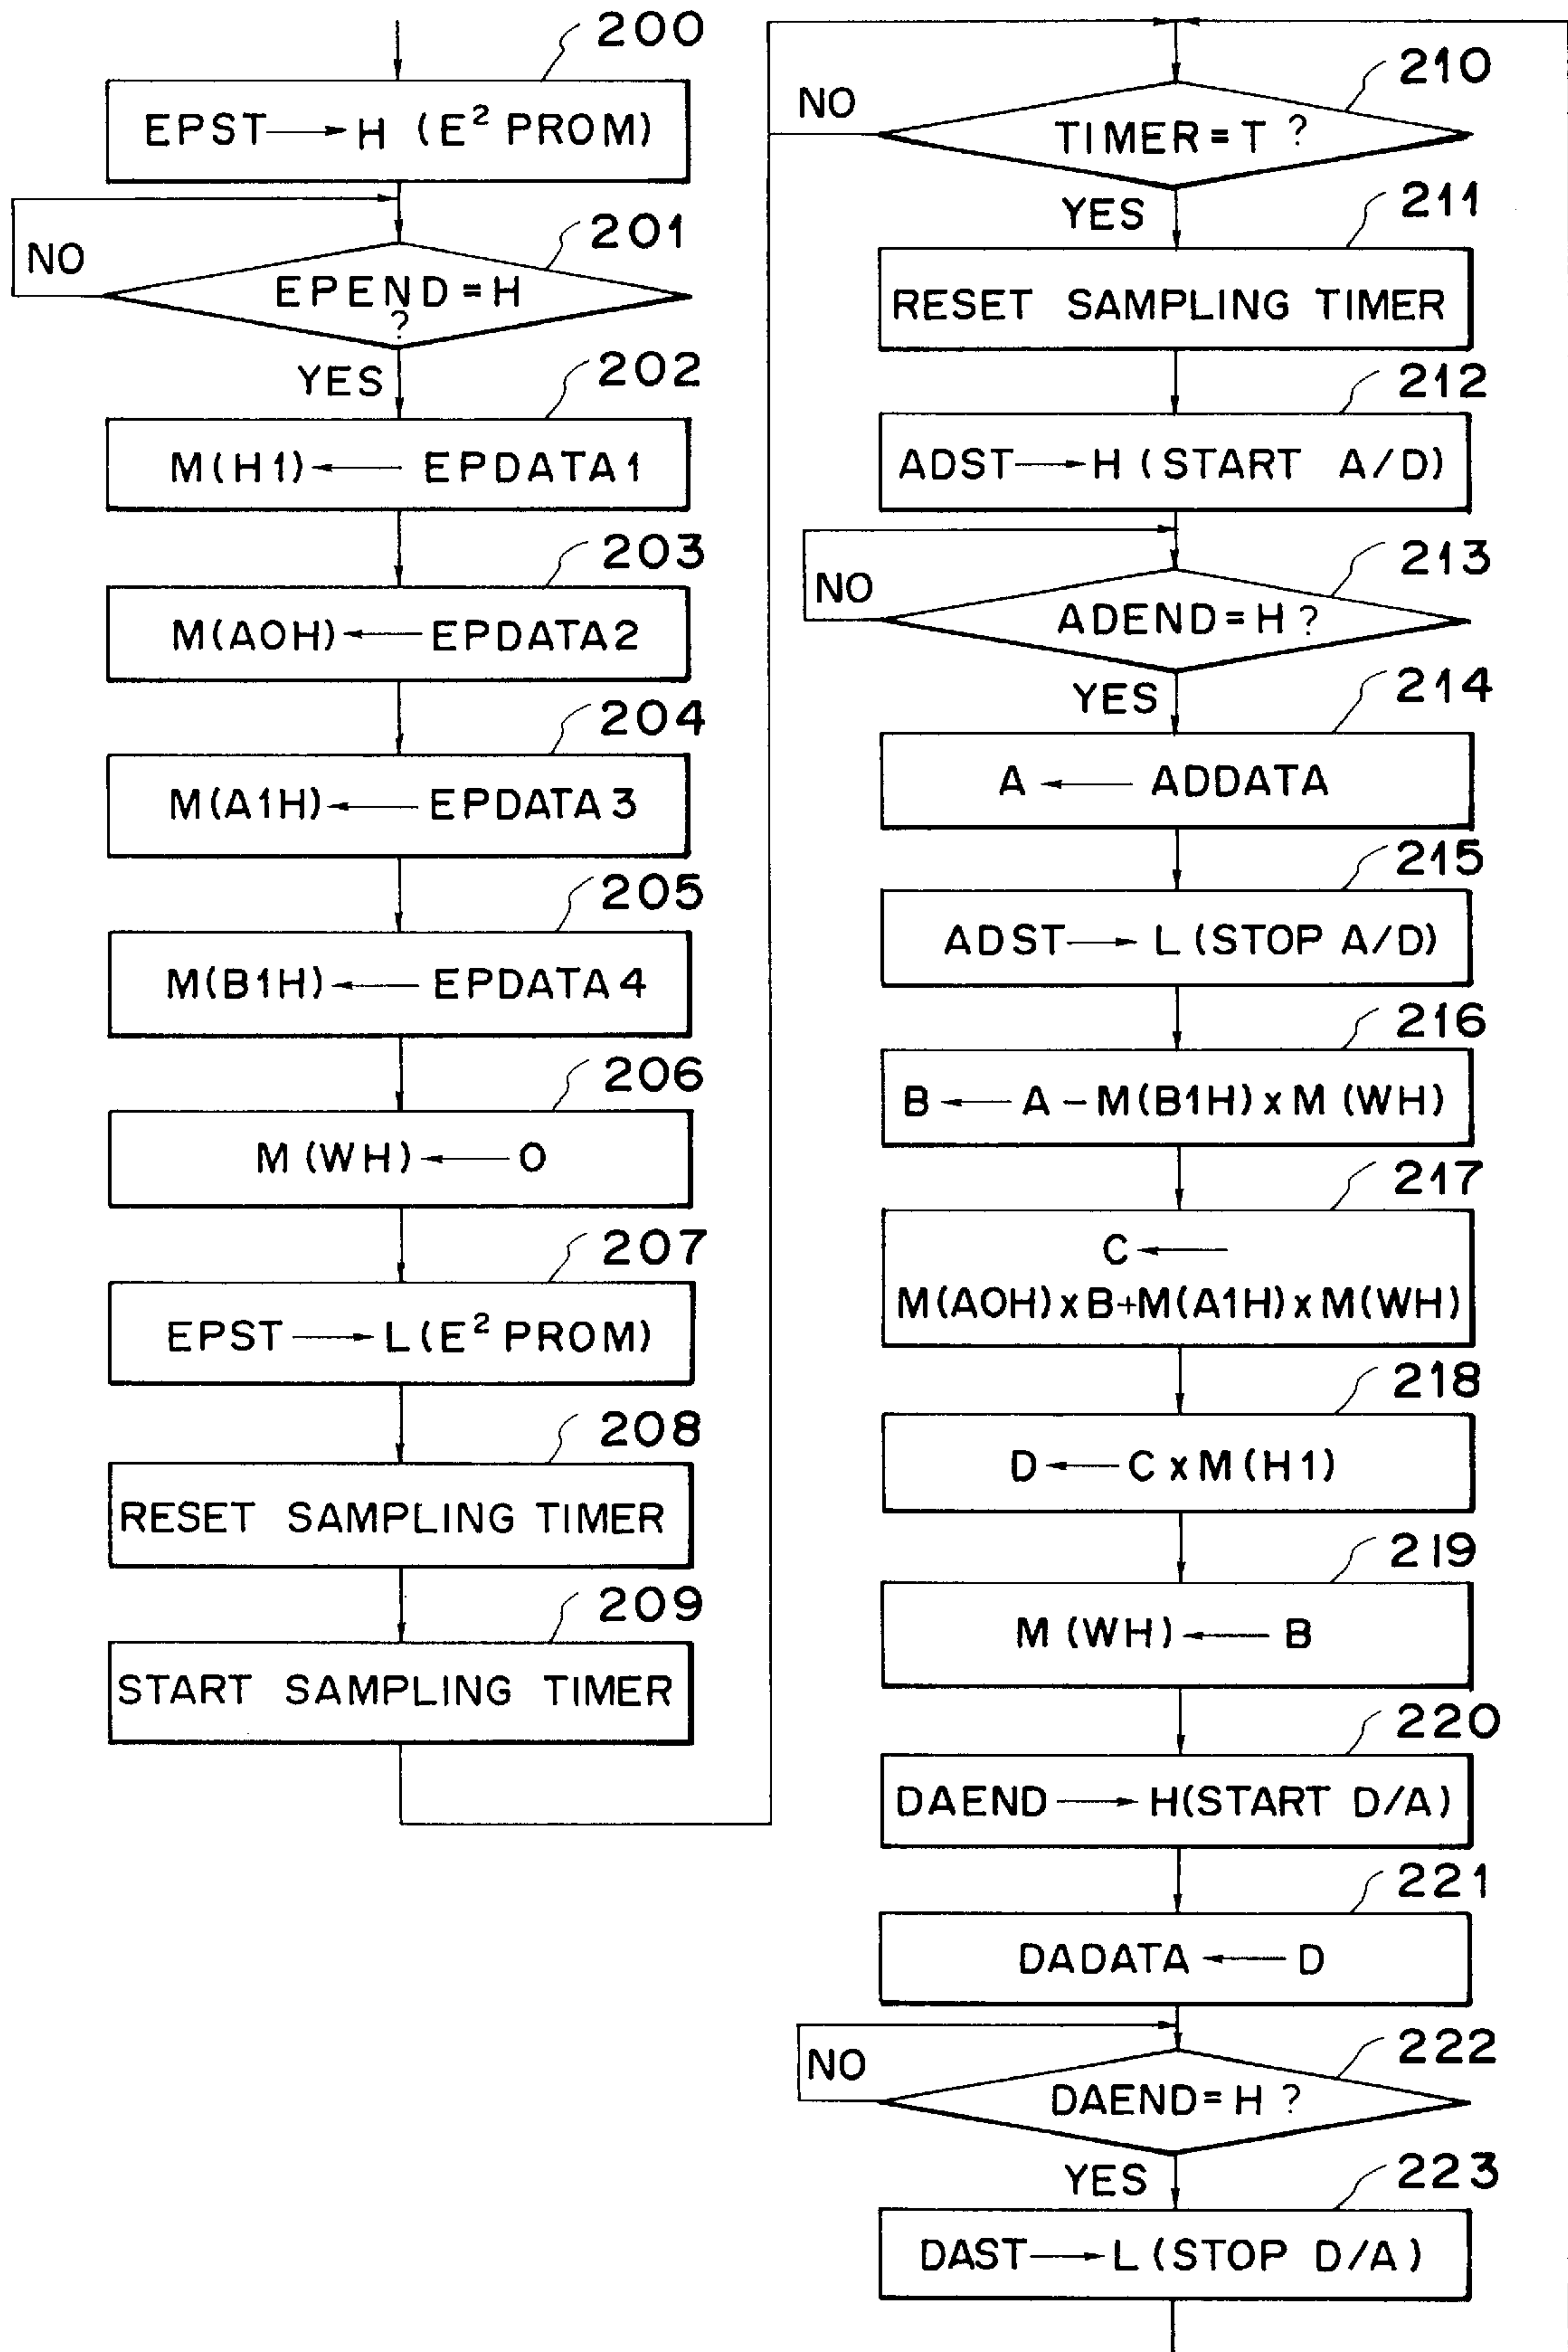 200
EPST→H (E² PROM)
201
NO
EPEND=H
?
YES
202
M(H1)← EPDATA1
203
M(AOH)← EPDATA2
204
M(A1H)← EPDATA3
205
M(B1H)← EPDATA4
206
M(WH)← O
207
EPST→L(E² PROM)
208
RESET SAMPLING TIMER
209
START SAMPLING TIMER
210
NO
TIMER=T ?
YES
211
RESET SAMPLING TIMER
212
ADST→H (START A/D)
213
NO
ADEND=H ?
YES
214
A← ADDATA
215
ADST→L (STOP A/D)
216
B←A-M(B1H)xM(WH)
217
C←
M(AOH)xB+M(A1H)xM(WH)
218
D←CxM(H1)
219
M(WH)← B
220
DAEND→H(START D/A)
221
DADATA←D
222
NO
DAEND=H ?
YES
223
DAST→L(STOP D/A)